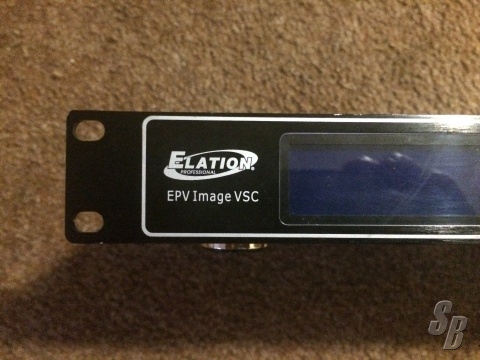 ELATION®
PROFESSIONAL
EPV Image VSC
SB